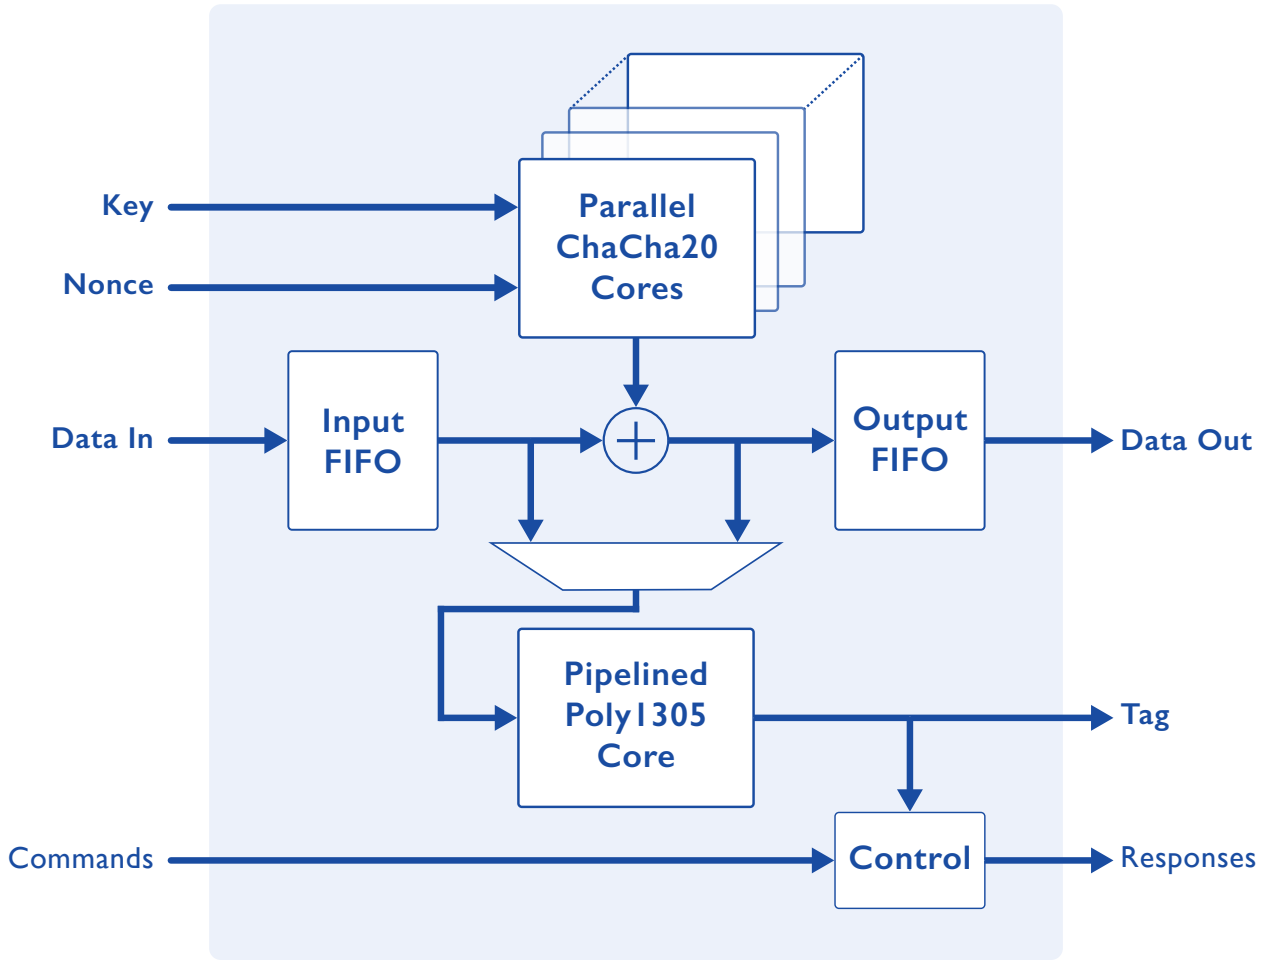 Key
Parallel
ChaCha20
Cores
Nonce
Data In
Input
FIFO
Output
FIFO
Data Out
Pipelined
Poly1305
Core
Tag
Commands
Control
Responses